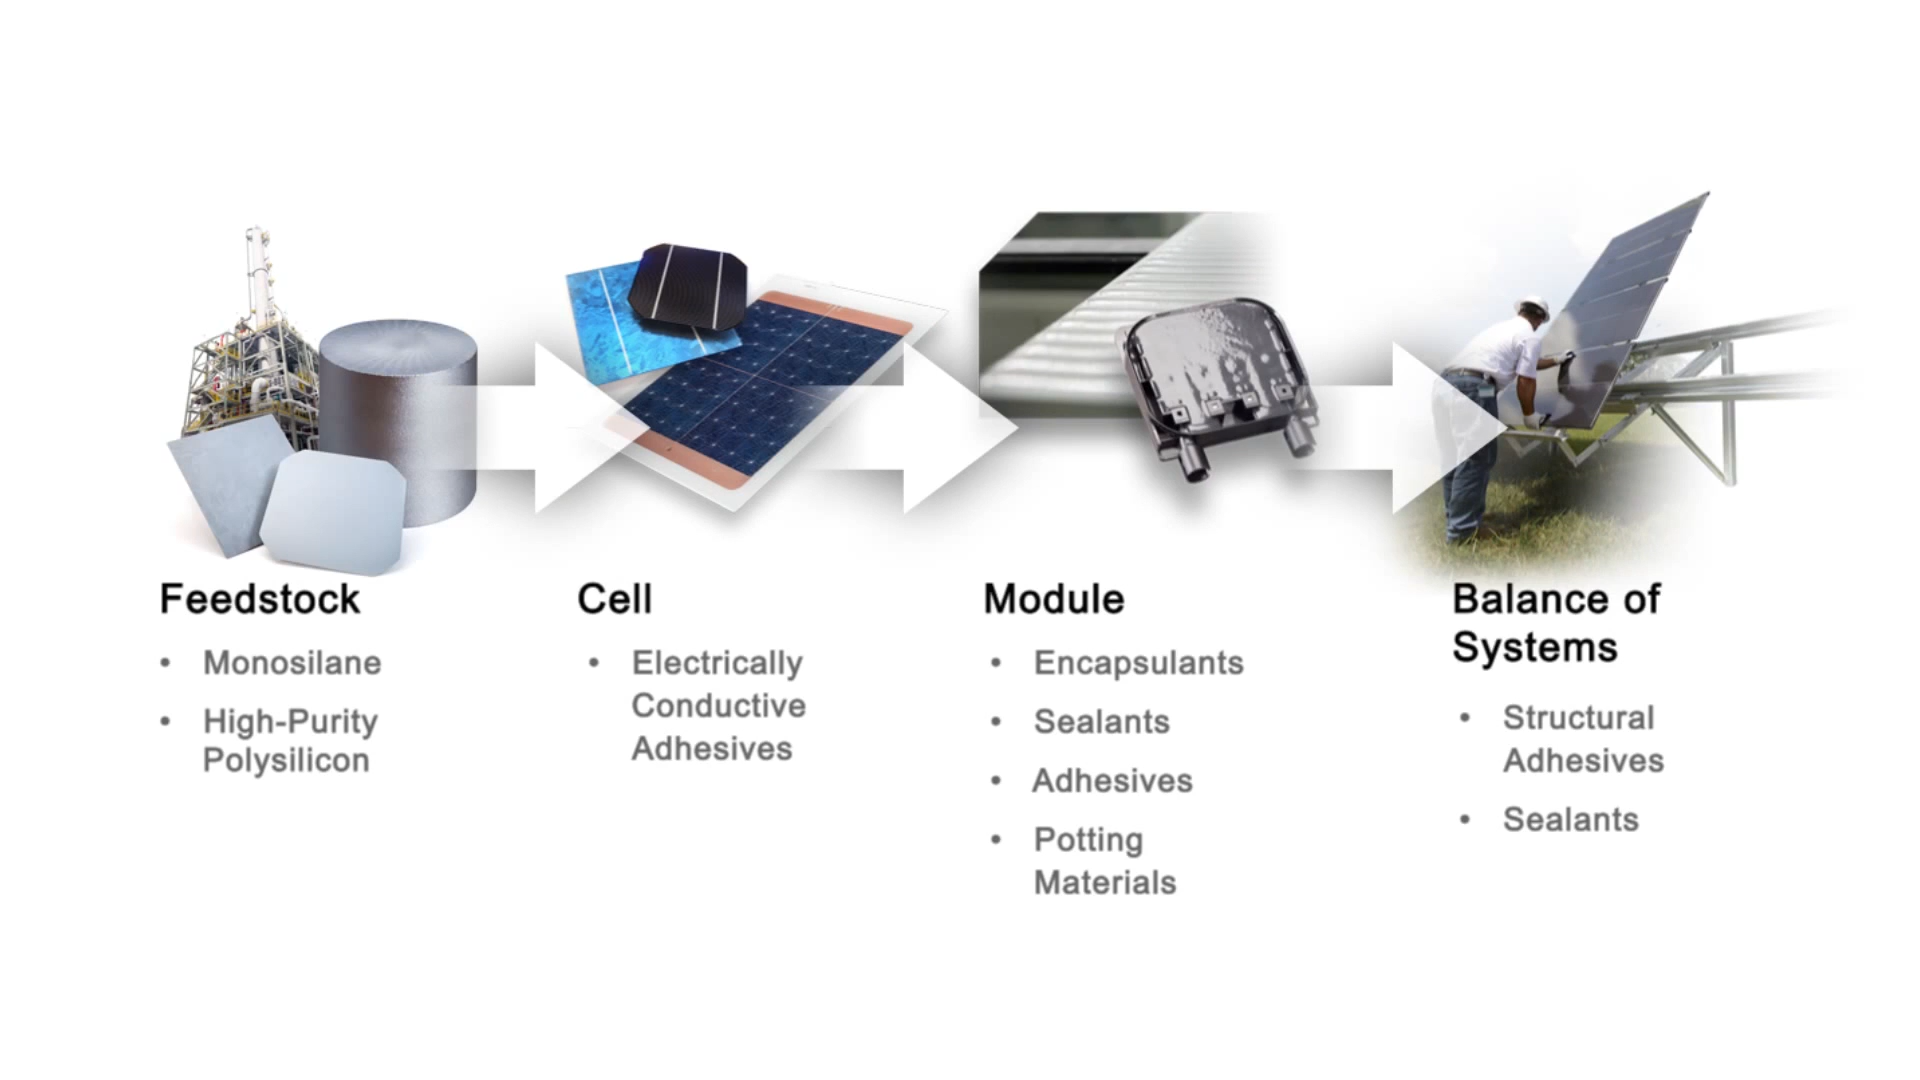 Feedstock
• Monosilane
• High-Purity
Polysilicon
Cell
• Electrically
Conductive
Adhesives
Module
• Encapsulants
• Sealants
• Adhesives
• Potting
Materials
Balance of
Systems
• Structural
Adhesives
• Sealants